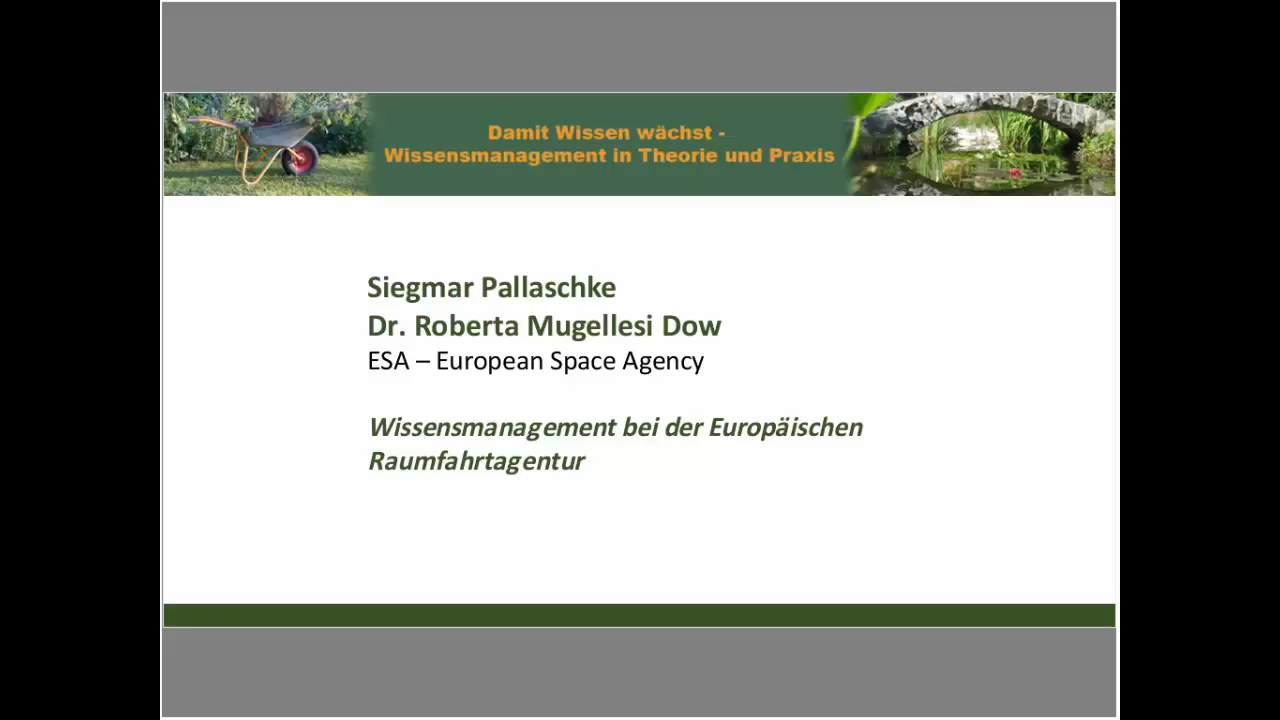 Damit Wissen wächst -
Wissensmanagement in Theorie und Praxis
Siegmar Pallaschke
Dr. Roberta Mugellesi Dow
ESA – European Space Agency
Wissensmanagement bei der Europäischen
Raumfahrtagentur